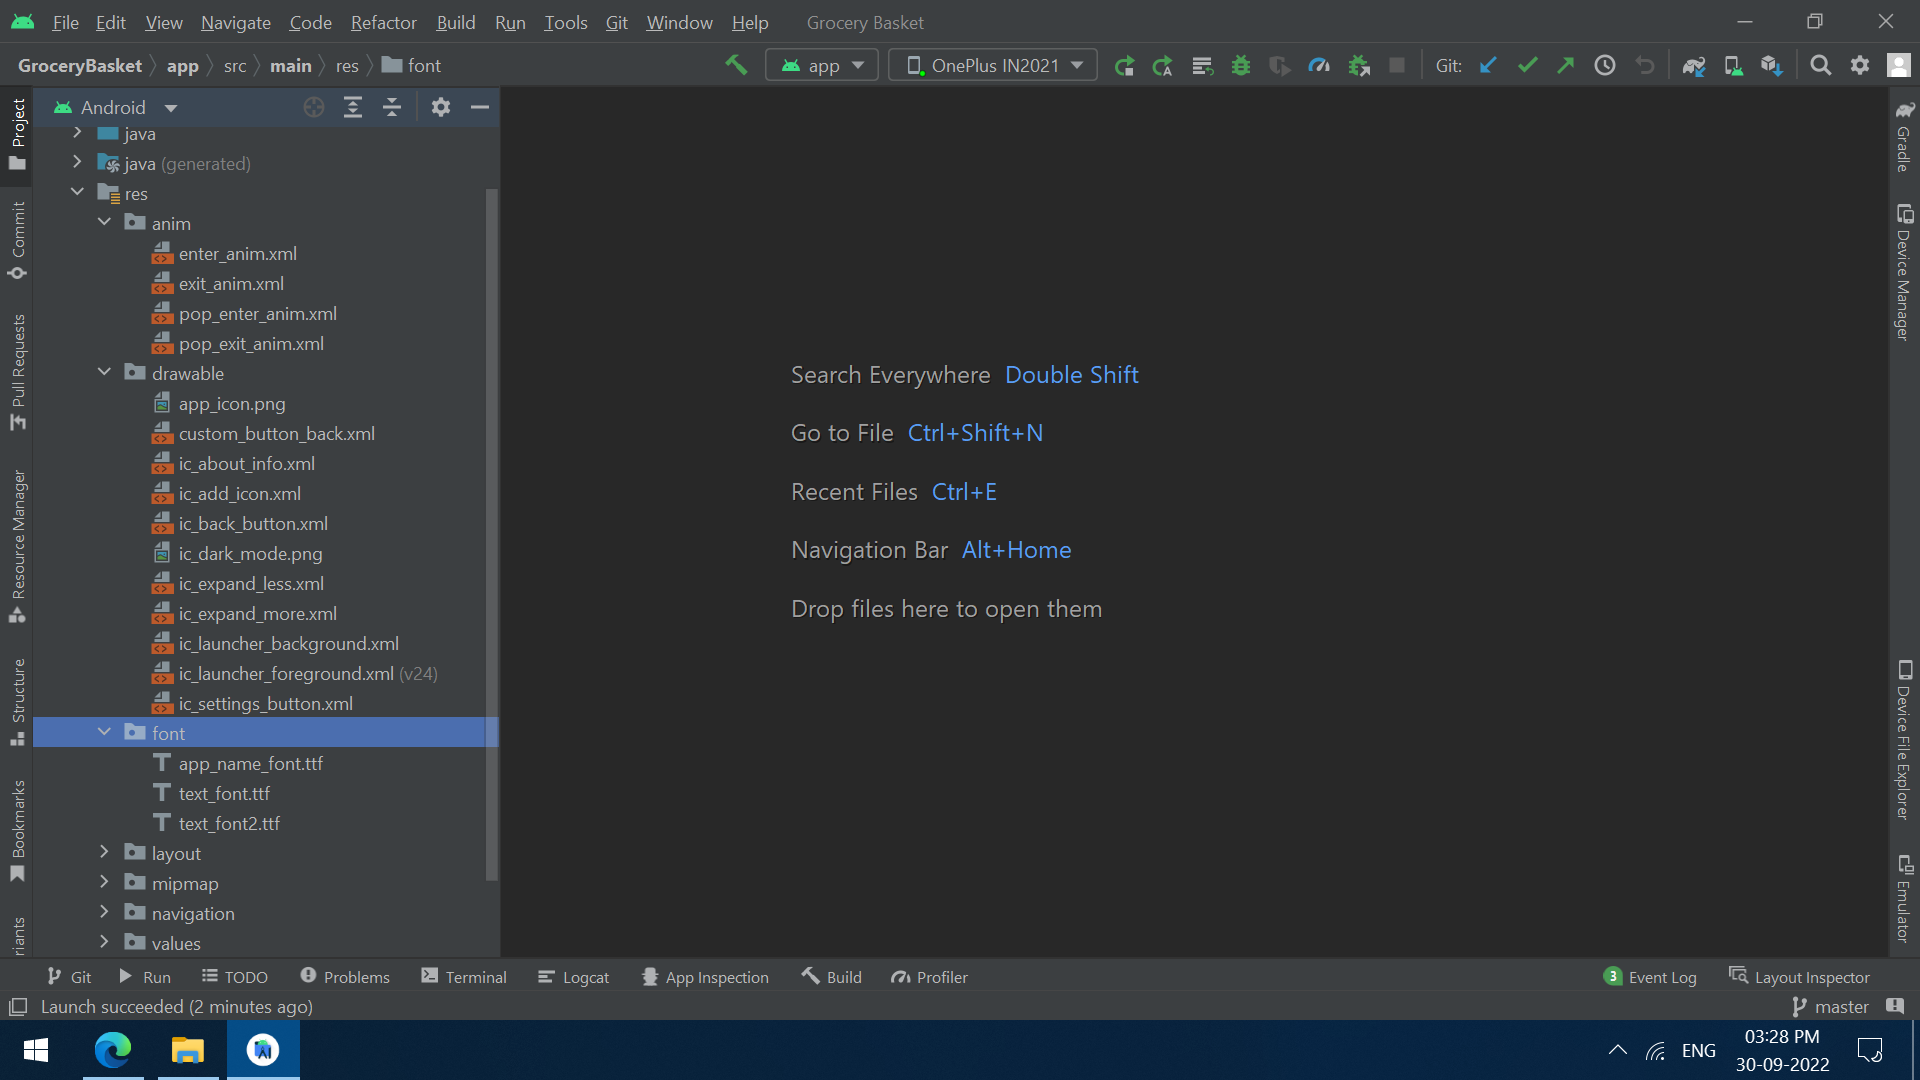 File Edit View Navigate Code Refactor Build Run Tools Git Window Help Grocery Basket
GroceryBasket app src main res font app OnePlus IN2021 Git:
Project
Commit
Pull Requests
Resource Manager
Structure
Bookmarks
riants
Android
java
java (generated)
res
anim
enter_anim.xml
exit_anim.xml
pop_enter_anim.xml
pop_exit_anim.xml
drawable
app_icon.png
custom_button_back.xml
ic_about_info.xml
ic_add_icon.xml
ic_back_button.xml
ic_dark_mode.png
ic_expand_less.xml
ic_expand_more.xml
ic_launcher_background.xml
ic_launcher_foreground.xml (v24)
ic_settings_button.xml
font
app_name_font.ttf
text_font.ttf
text_font2.ttf
layout
mipmap
navigation
values
Search Everywhere Double Shift
Go to File Ctrl+Shift+N
Recent Files Ctrl+E
Navigation Bar Alt+Home
Drop files here to open them
Gradle
Device Manager
Device File Explorer
Emulator
Git Run TODO Problems Terminal Logcat App Inspection Build Profiler 3 Event Log Layout Inspector
Launch succeeded (2 minutes ago) master
ENG 03:28 PM
30-09-2022